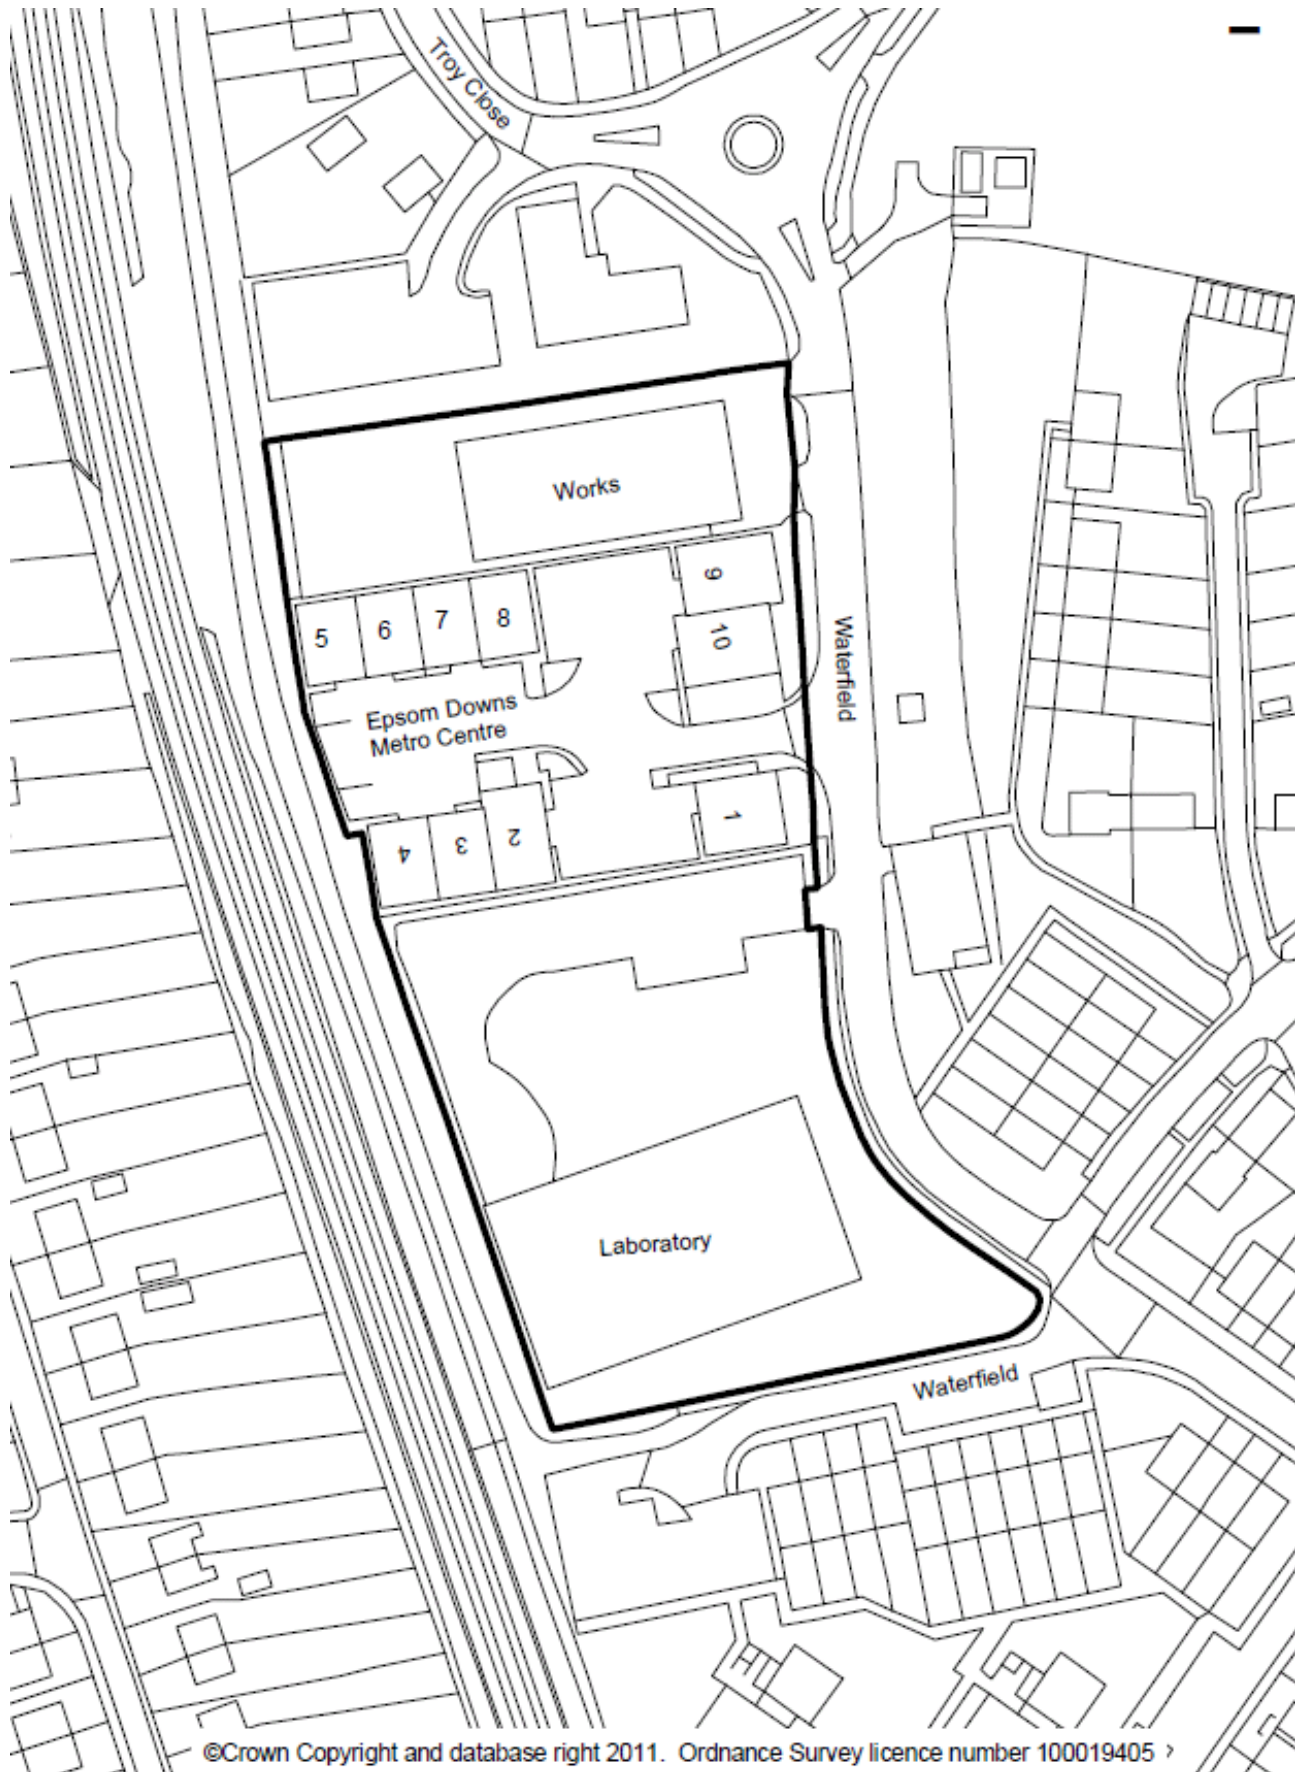 Troy Close
Works
5
6
7
8
9
10
Waterfield
Epsom Downs
Metro Centre
4
3
2
1
Laboratory
Waterfield
©Crown Copyright and database right 2011. Ordnance Survey licence number 100019405